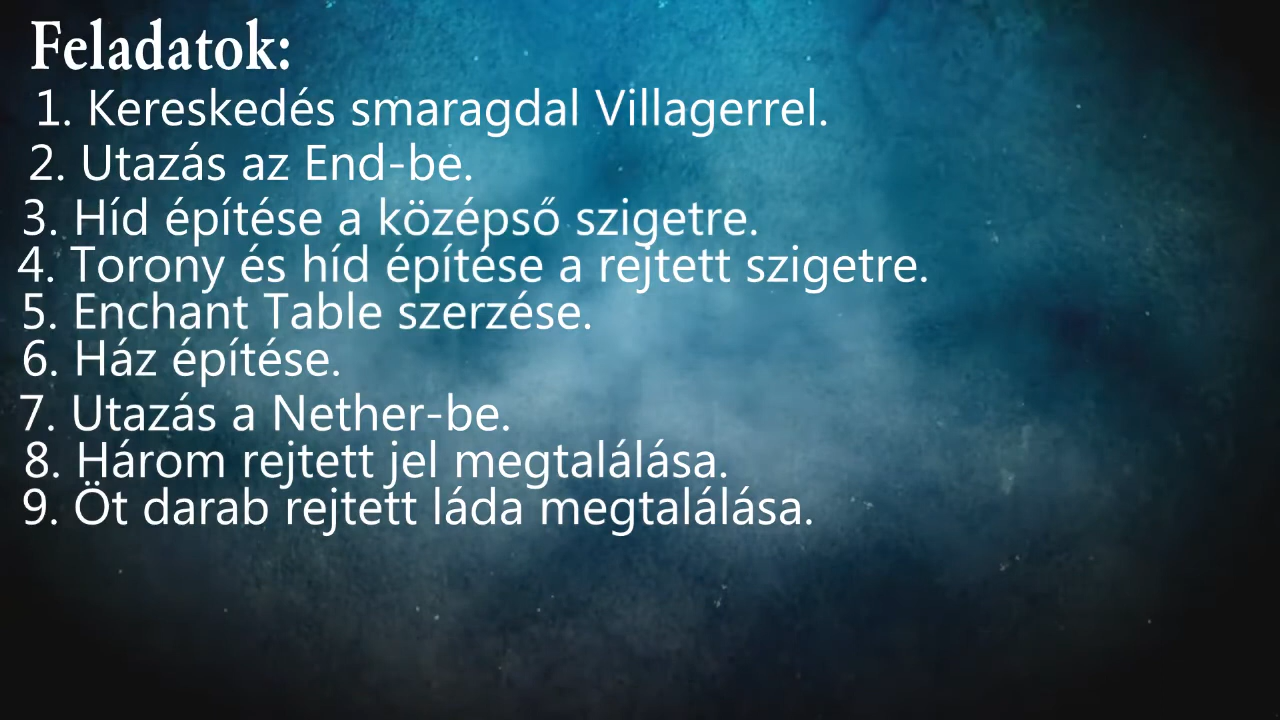 Feladatok:
1. Kereskedés smaragdal Villagerrel.
2. Utazás az End-be.
3. Híd építése a középső szigetre.
4. Torony és híd építése a rejtett szigetre.
5. Enchant Table szerzése.
6. Ház építése.
7. Utazás a Nether-be.
8. Három rejtett jel megtalálása.
9. Öt darab rejtett láda megtalálása.